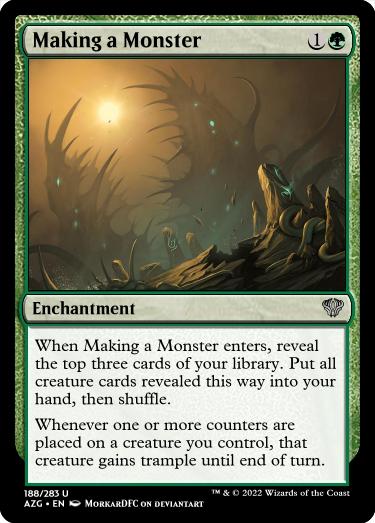 Making a Monster 1
Enchantment
When Making a Monster enters, reveal
the top three cards of your library. Put all
creature cards revealed this way into your
hand, then shuffle.
Whenever one or more counters are
placed on a creature you control, that
creature gains trample until end of turn.
188/283 U
AZG • EN MorkarDFC on deviantart
™ & © 2022 Wizards of the Coast